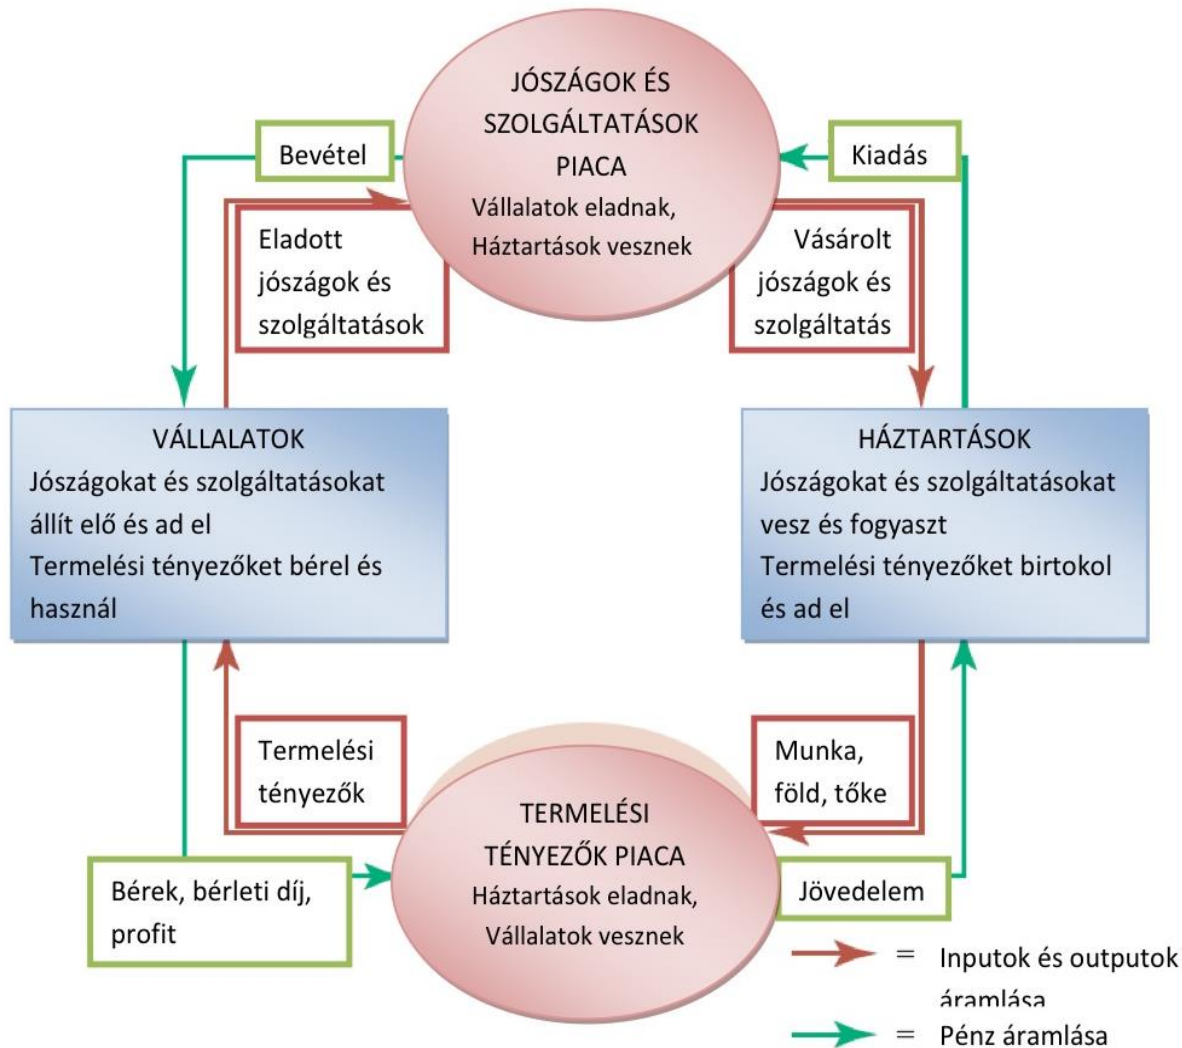 JÓSZÁGOK ÉS
SZOLGÁLTATÁSOK
PIACA
Vállalatok eladnak,
Háztartások vesznek
Bevétel
Kiadás
Eladott
jószágok és
szolgáltatások
Vásárolt
jószágok és
szolgáltatás
VÁLLALATOK
Jószágokat és szolgáltatásokat
állít elő és ad el
Termelési tényezőket bérel és
használ
HÁZTARTÁSOK
Jószágokat és szolgáltatásokat
vesz és fogyaszt
Termelési tényezőket birtokol
és ad el
Termelési
tényezők
Munka,
föld, tőke
TERMELÉSI
TÉNYEZŐK PIACA
Háztartások eladnak,
Vállalatok vesznek
Bérek, bérleti díj,
profit
Jövedelem
= Inputok és outputok
áramlása
= Pénz áramlása